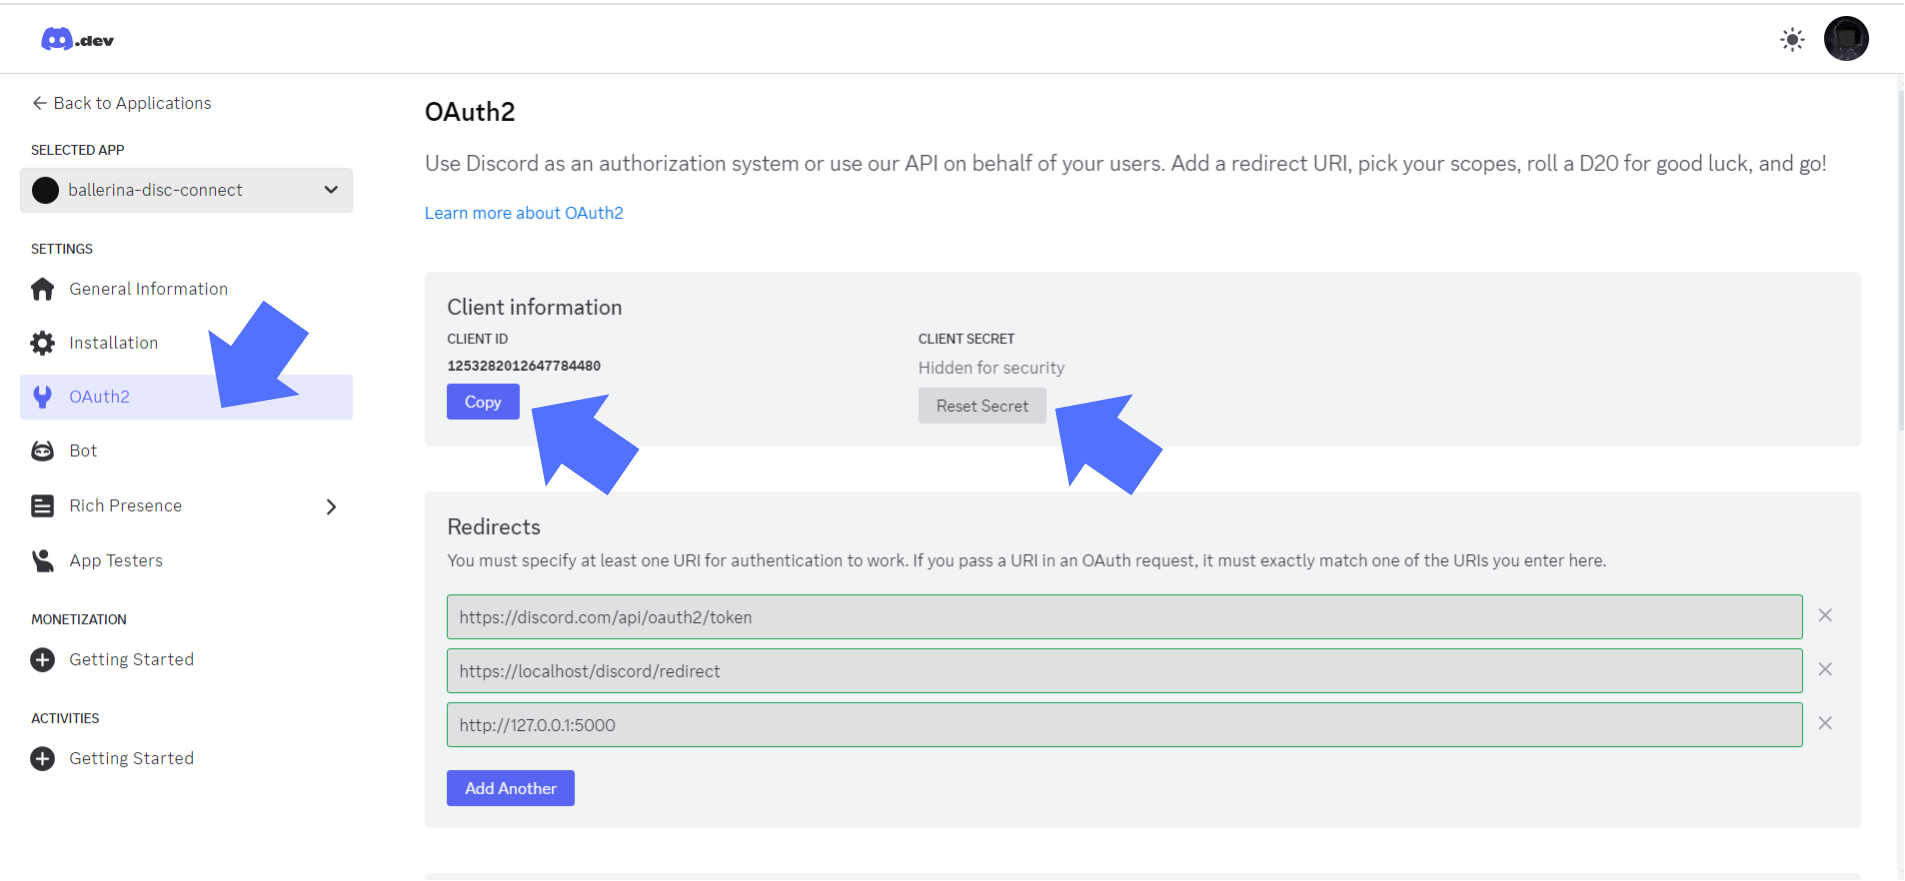 .dev
Back to Applications
SELECTED APP
ballerina-disc-connect
SETTINGS
General Information
Installation
OAuth2
Bot
Rich Presence
App Testers
MONETIZATION
Getting Started
ACTIVITIES
Getting Started
OAuth2
Use Discord as an authorization system or use our API on behalf of your users. Add a redirect URI, pick your scopes, roll a D20 for good luck, and go!
Learn more about OAuth2
Client information
CLIENT ID
1253282012647784480
Copy
CLIENT SECRET
Hidden for security
Reset Secret
Redirects
You must specify at least one URI for authentication to work. If you pass a URI in an OAuth request, it must exactly match one of the URIs you enter here.
https://discord.com/api/oauth2/token
https://localhost/discord/redirect
http://127.0.0.1:5000
Add Another